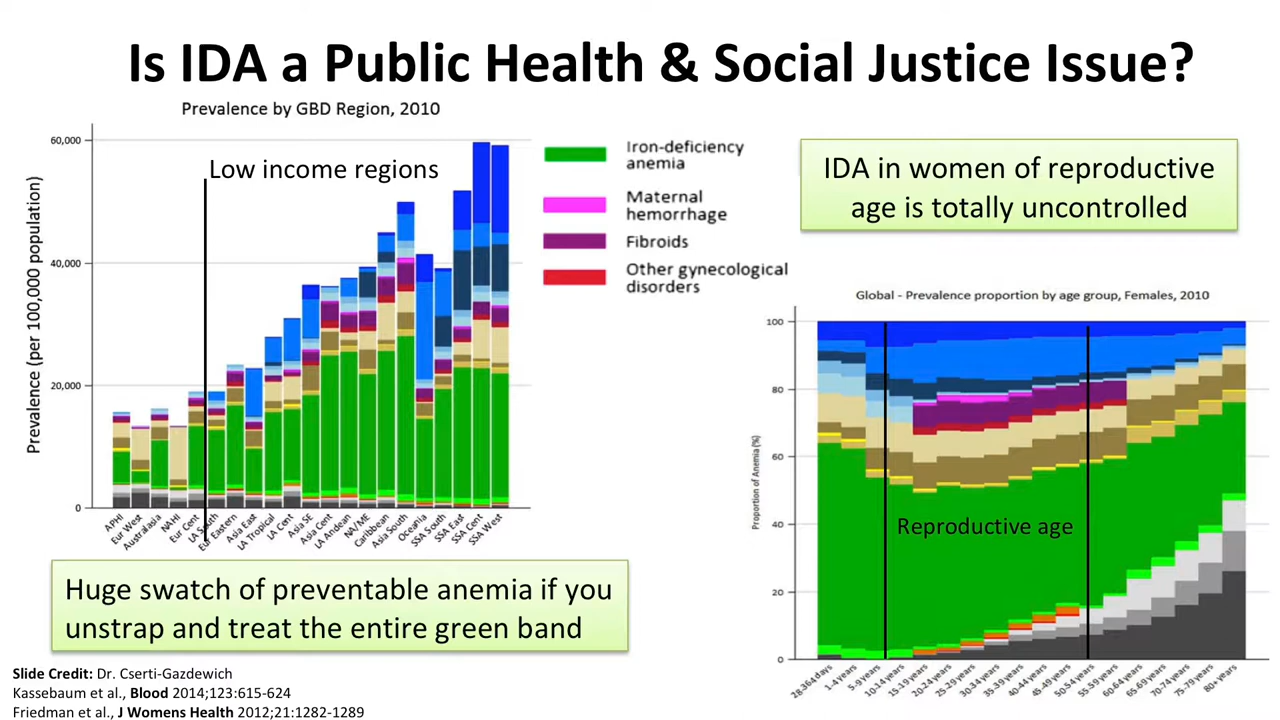 Is IDA a Public Health & Social Justice Issue?
Prevalence by GBD Region, 2010
Prevalence (per 100,000 population)
60,000
40,000
20,000
0
Low income regions
APHI
Eur West
Australasia
NAHI
Eur Cent
LA South
Eur Eastern
Asia East
LA Tropical
LA Cent
Asia SE
Asia Cent
LA Andean
NA/ME
Caribbean
Asia South
Oceania
SSA South
SSA East
SSA Cent
SSA West
Iron-deficiency
anemia
Maternal
hemorrhage
Fibroids
Other gynecological
disorders
IDA in women of reproductive
age is totally uncontrolled
Global - Prevalence proportion by age group, Females, 2010
Proportion of Anemia (%)
100
80
60
40
20
0
Reproductive age
28-364 days
1-4 years
5-9 years
10-14 years
15-19 years
20-24 years
25-29 years
30-34 years
35-39 years
40-44 years
45-49 years
50-54 years
55-59 years
60-64 years
65-69 years
70-74 years
75-79 years
80+ years
Huge swatch of preventable anemia if you
unstrap and treat the entire green band
Slide Credit: Dr. Cserti-Gazdewich
Kassebaum et al., Blood 2014;123:615-624
Friedman et al., J Womens Health 2012;21:1282-1289